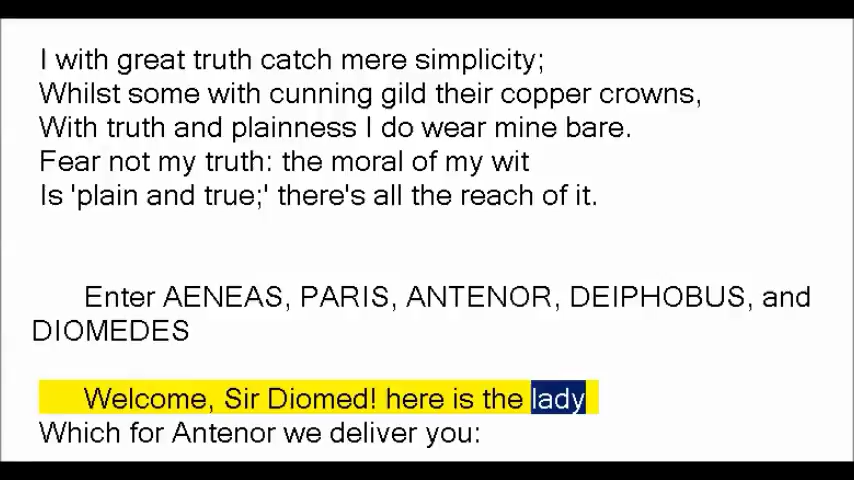 I with great truth catch mere simplicity;
Whilst some with cunning gild their copper crowns,
With truth and plainness I do wear mine bare.
Fear not my truth: the moral of my wit
Is 'plain and true;' there's all the reach of it.
Enter AENEAS, PARIS, ANTENOR, DEIPHOBUS, and
DIOMEDES
Welcome, Sir Diomed! here is the lady
Which for Antenor we deliver you: